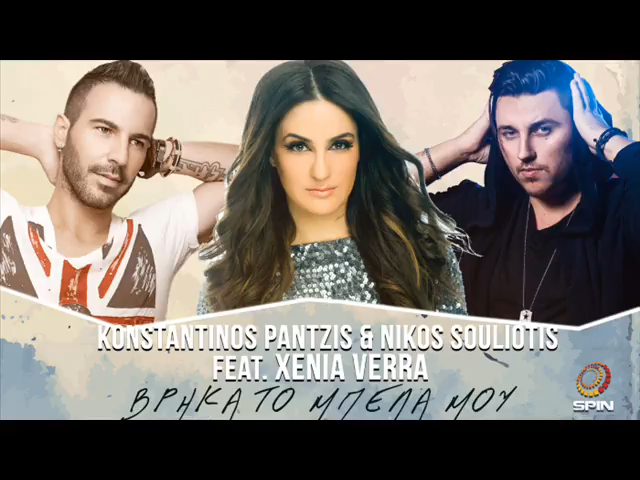 KONSTANTINOS PANTZIS & NIKOS SOULIOTIS
FEAT. XENIA VERRA
ΒΡΗΚΑ ΤΟ ΜΠΕΛΑ ΜΟΥ
SPIN